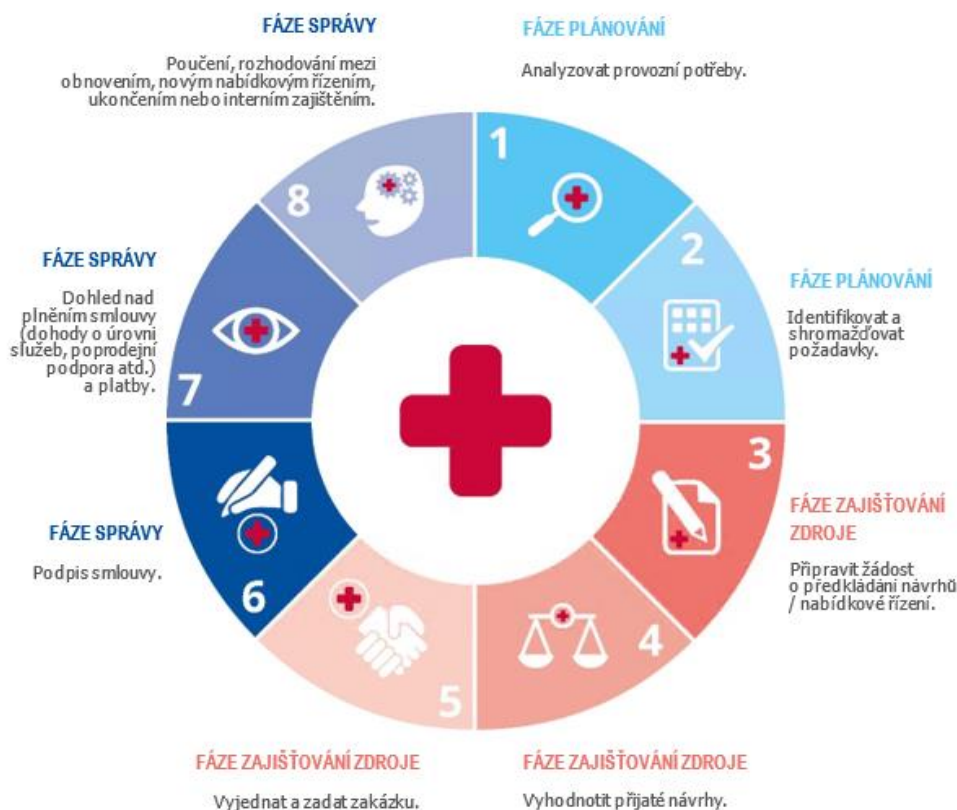 FÁZE PLÁNOVÁNÍ
Analyzovat provozní potřeby.
1
FÁZE PLÁNOVÁNÍ
Identifikovat a
shromažďovat
požadavky.
2
FÁZE ZAJIŠŤOVÁNÍ
ZDROJE
Připravit žádost
o předkládání návrhů
/ nabídkové řízení.
3
FÁZE ZAJIŠŤOVÁNÍ ZDROJE
Vyhodnotit přijaté návrhy.
4
FÁZE ZAJIŠŤOVÁNÍ ZDROJE
Vyjednat a zadat zakázku.
5
FÁZE SPRÁVY
Podpis smlouvy.
6
FÁZE SPRÁVY
Dohled nad
plněním smlouvy
(dohody o úrovni
služeb, poprodejní
podpora atd.)
a platby.
7
FÁZE SPRÁVY
Poučení, rozhodování mezi
obnovením, novým nabídkovým řízením,
ukončením nebo interním zajištěním.
8